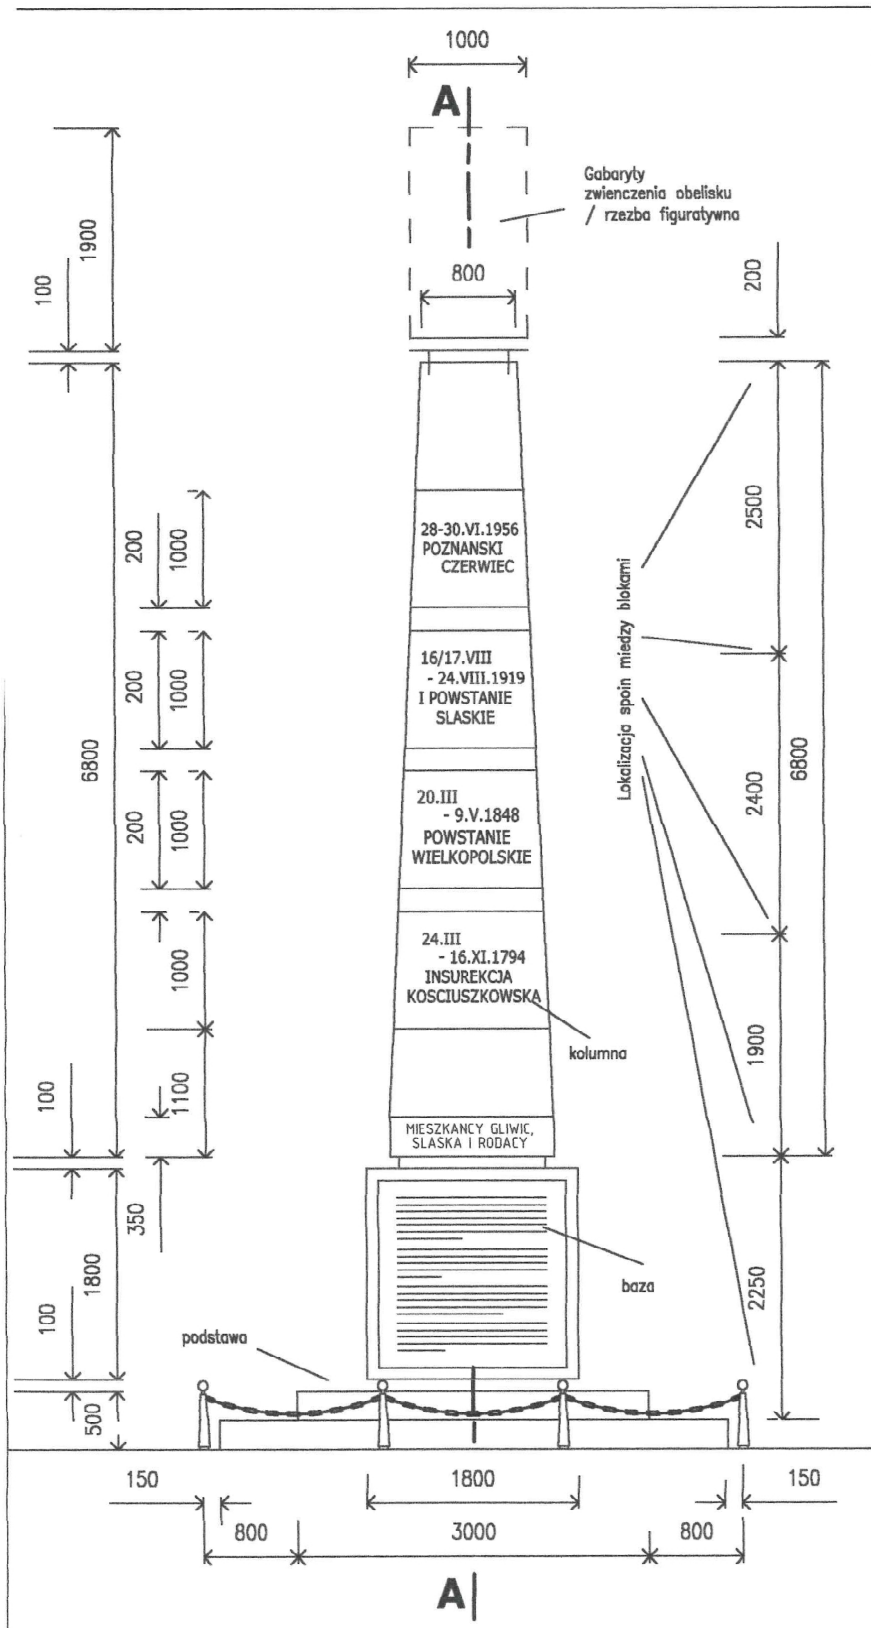 1000
A
Gabaryty
zwienczenia obelisku
/ rzezba figuratywna
1900
100
800
200
28-30.VI.1956
POZNANSKI
CZERWIEC
200
1000
2500
Lokalizacja spoin miedzy blokami
16/17.VIII
- 24.VIII.1919
I POWSTANIE
SLASKIE
200
1000
6800
2400
6800
20.III
- 9.V.1848
POWSTANIE
WIELKOPOLSKIE
200
1000
24.III
- 16.XI.1794
INSUREKCJA
KOSCIUSZKOWSKA
1000
kolumna
1900
100
1100
MIESZKANCY GLIWIC,
SLASKA I RODACY
350
1800
baza
2250
100
podstawa
500
150
1800
150
800
3000
800
A